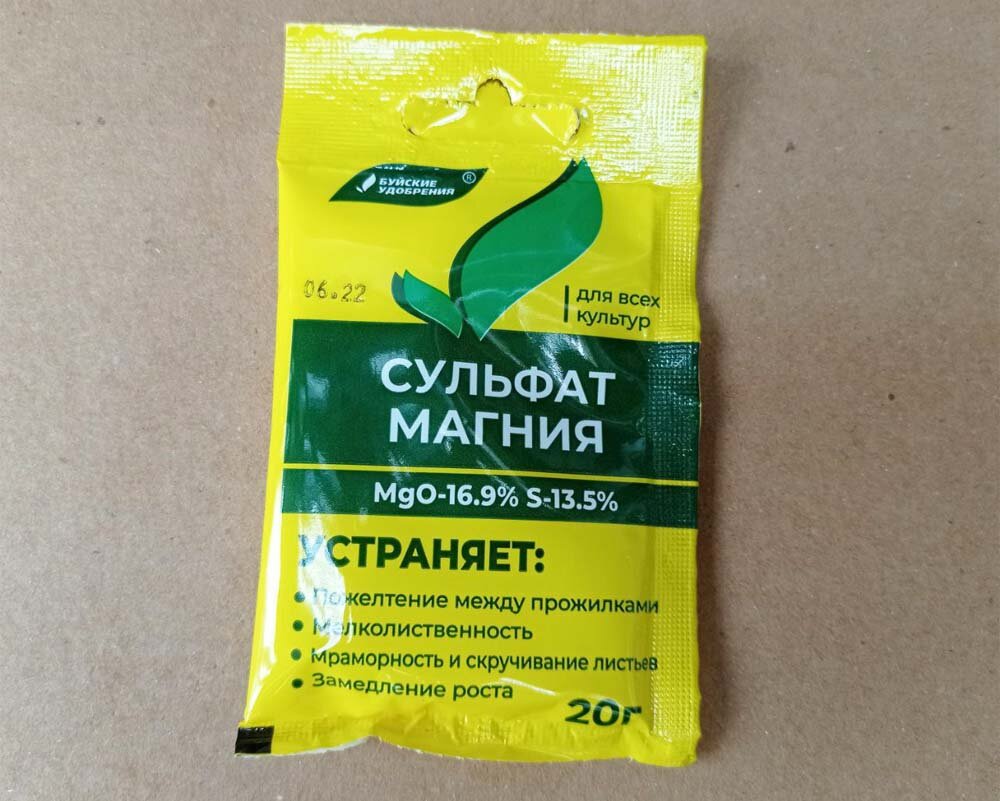 БУЙСКИЕ
УДОБРЕНИЯ ®
06.22
для всех
культур
СУЛЬФАТ
МАГНИЯ
MgO-16.9% S-13.5%
УСТРАНЯЕТ:
• Пожелтение между прожилками
• Мелколиственность
• Мраморность и скручивание листьев
• Замедление роста
20г